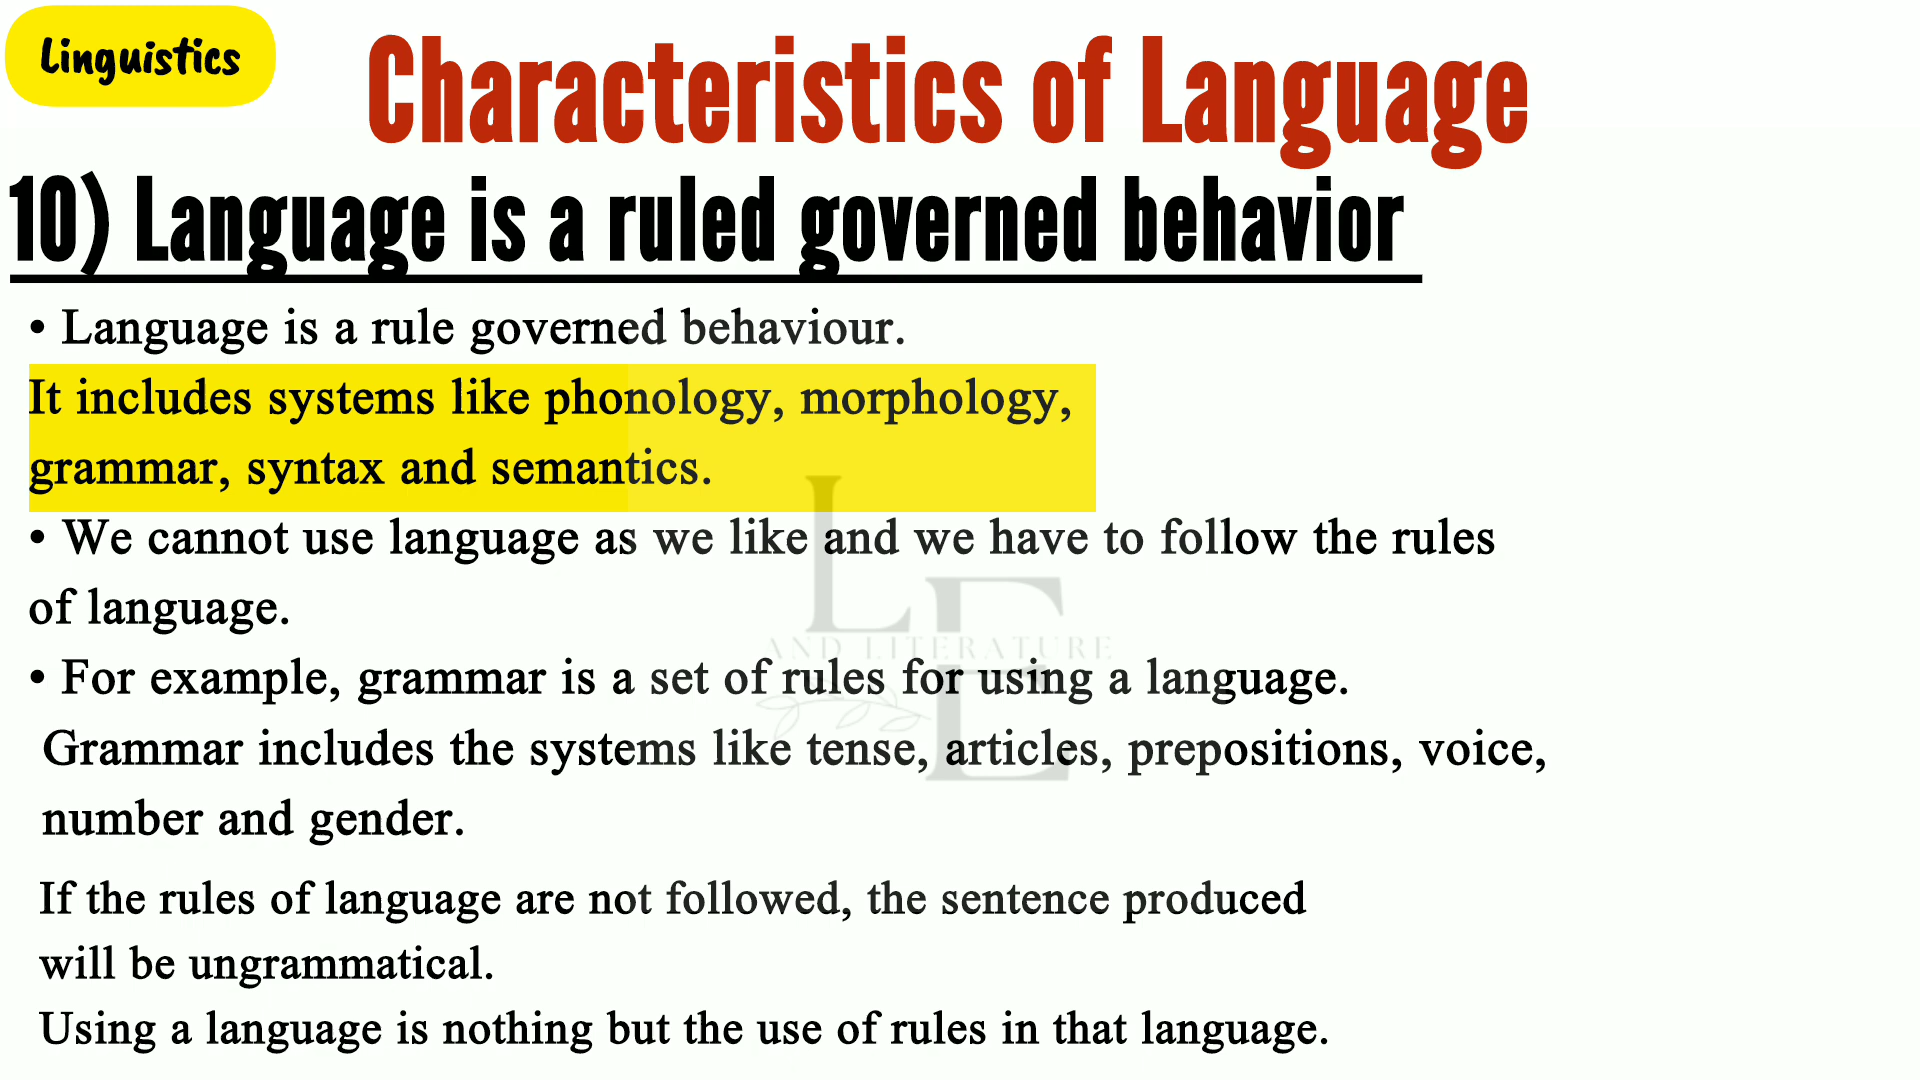 Linguistics
Characteristics of Language
10) Language is a ruled governed behavior
• Language is a rule governed behaviour.
It includes systems like phonology, morphology,
grammar, syntax and semantics.
• We cannot use language as we like and we have to follow the rules
of language.
• For example, grammar is a set of rules for using a language.
Grammar includes the systems like tense, articles, prepositions, voice,
number and gender.
If the rules of language are not followed, the sentence produced
will be ungrammatical.
Using a language is nothing but the use of rules in that language.
L
E
AND LITERATURE
E